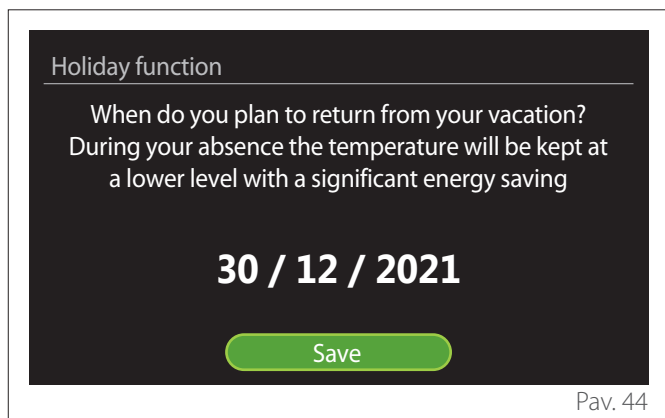 Holiday function
When do you plan to return from your vacation?
During your absence the temperature will be kept at
a lower level with a significant energy saving
30 / 12 / 2021
Save
Pav. 44